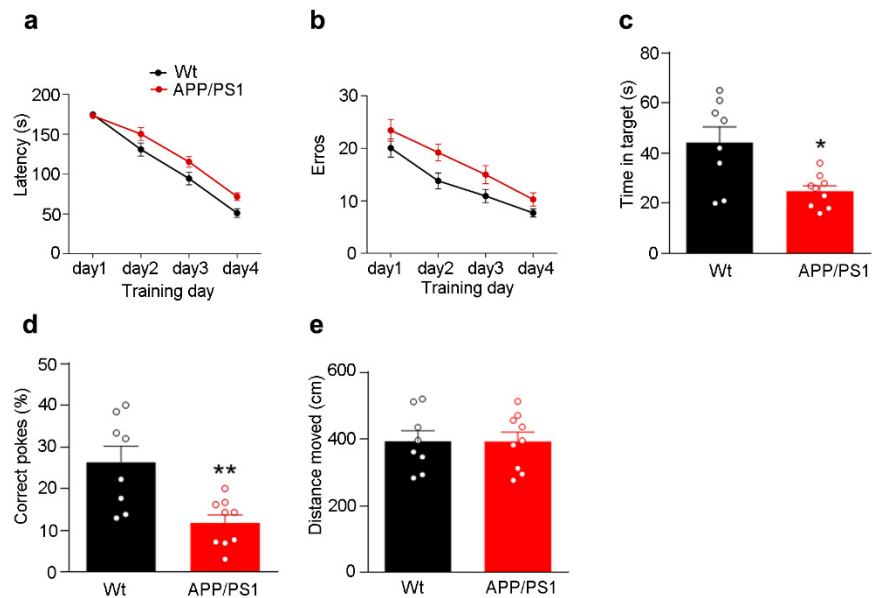 a
Wt
APP/PS1
Latency (s)
200
150
100
50
0
day1 day2 day3 day4
Training day
b
Erros
30
20
10
0
day1 day2 day3 day4
Training day
c
Time in target (s)
80
60
40
20
0
*
Wt APP/PS1
d
Correct pokes (%)
50
40
30
20
10
0
**
Wt APP/PS1
e
Distance moved (cm)
600
400
200
0
Wt APP/PS1